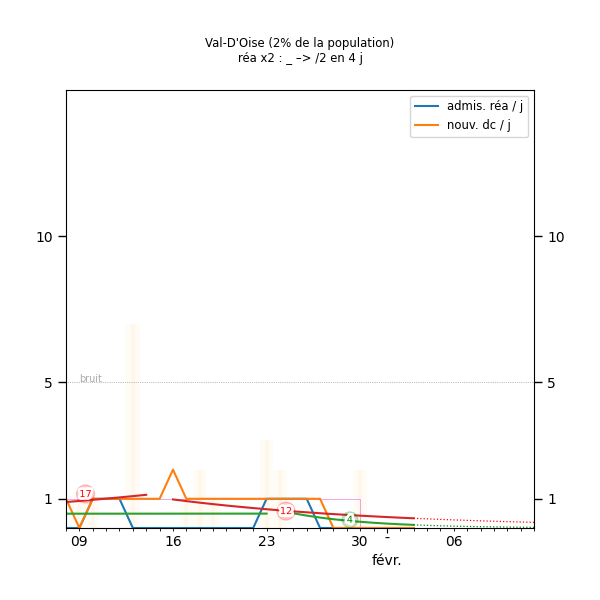 Val-D'Oise (2% de la population)
réa x2 : _ –> /2 en 4 j
admis. réa / j
nouv. dc / j
10
10
bruit
5
5
17
1
1
12
4
09
16
23
30
-
06
févr.